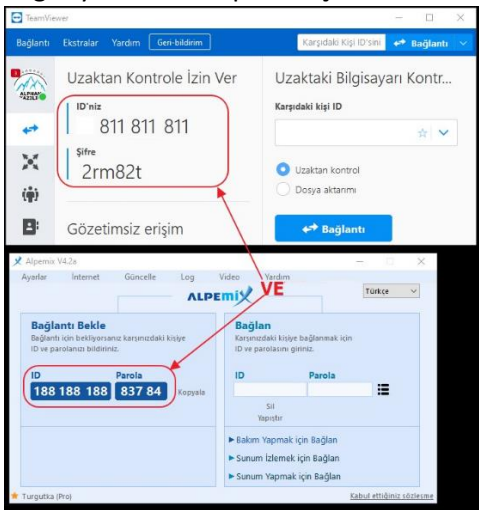 TeamViewer
Bağlantı Ekstralar Yardım Geri-bildirim Karşıdaki Kişi ID'sini Bağlantı
Uzaktan Kontrole İzin Ver
ID'niz
811 811 811
Şifre
2rm82t
Gözetimsiz erişim
Uzaktaki Bilgisayarı Kontr...
Karşıdaki kişi ID
Uzaktan kontrol
Dosya aktarımı
Bağlantı
VE
Alpemix V4.2a
Ayarlar İnternet Güncelle Log Video Yardım
ALPEMİX
Türkçe
Bağlantı Bekle
Bağlantı için bekliyorsanız karşınızdaki kişiye
ID ve parolanızı bildiriniz.
ID Parola
188 188 188 837 84 Kopyala
Bağlan
Karşınızdaki kişiye bağlanmak için
ID ve parolasını giriniz.
ID Parola
Sil
Yapıştır
Bakım Yapmak için Bağlan
Sunum İzlemek için Bağlan
Sunum Yapmak için Bağlan
Turgutka (Pro)
Kabul ettiğiniz sözleşme